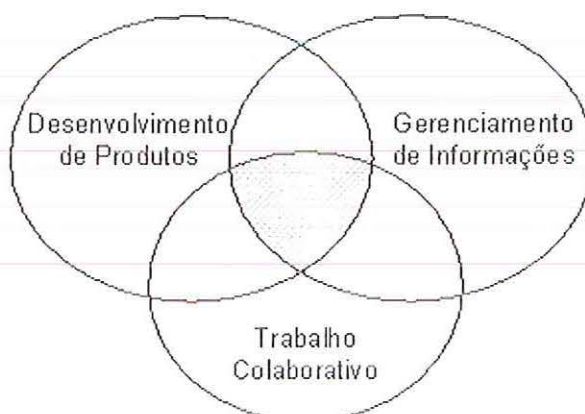 Desenvolvimento
de Produtos
Gerenciamento
de Informações
Trabalho
Colaborativo